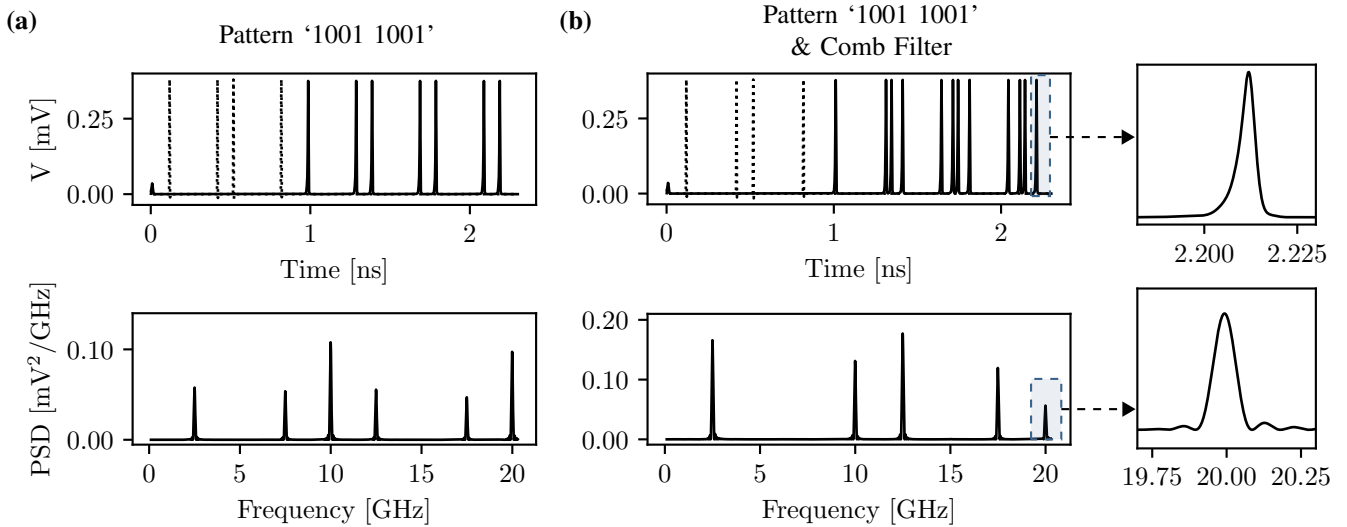 (a)
Pattern ‘1001 1001’
V [mV]
0.25
0.00
0 1 2
Time [ns]
PSD [mV²/GHz]
0.10
0.00
0 5 10 15 20
Frequency [GHz]
(b)
Pattern ‘1001 1001’
& Comb Filter
0.25
0.00
0 1 2
Time [ns]
2.200 2.225
0.20
0.10
0.00
0 5 10 15 20
Frequency [GHz]
19.75 20.00 20.25